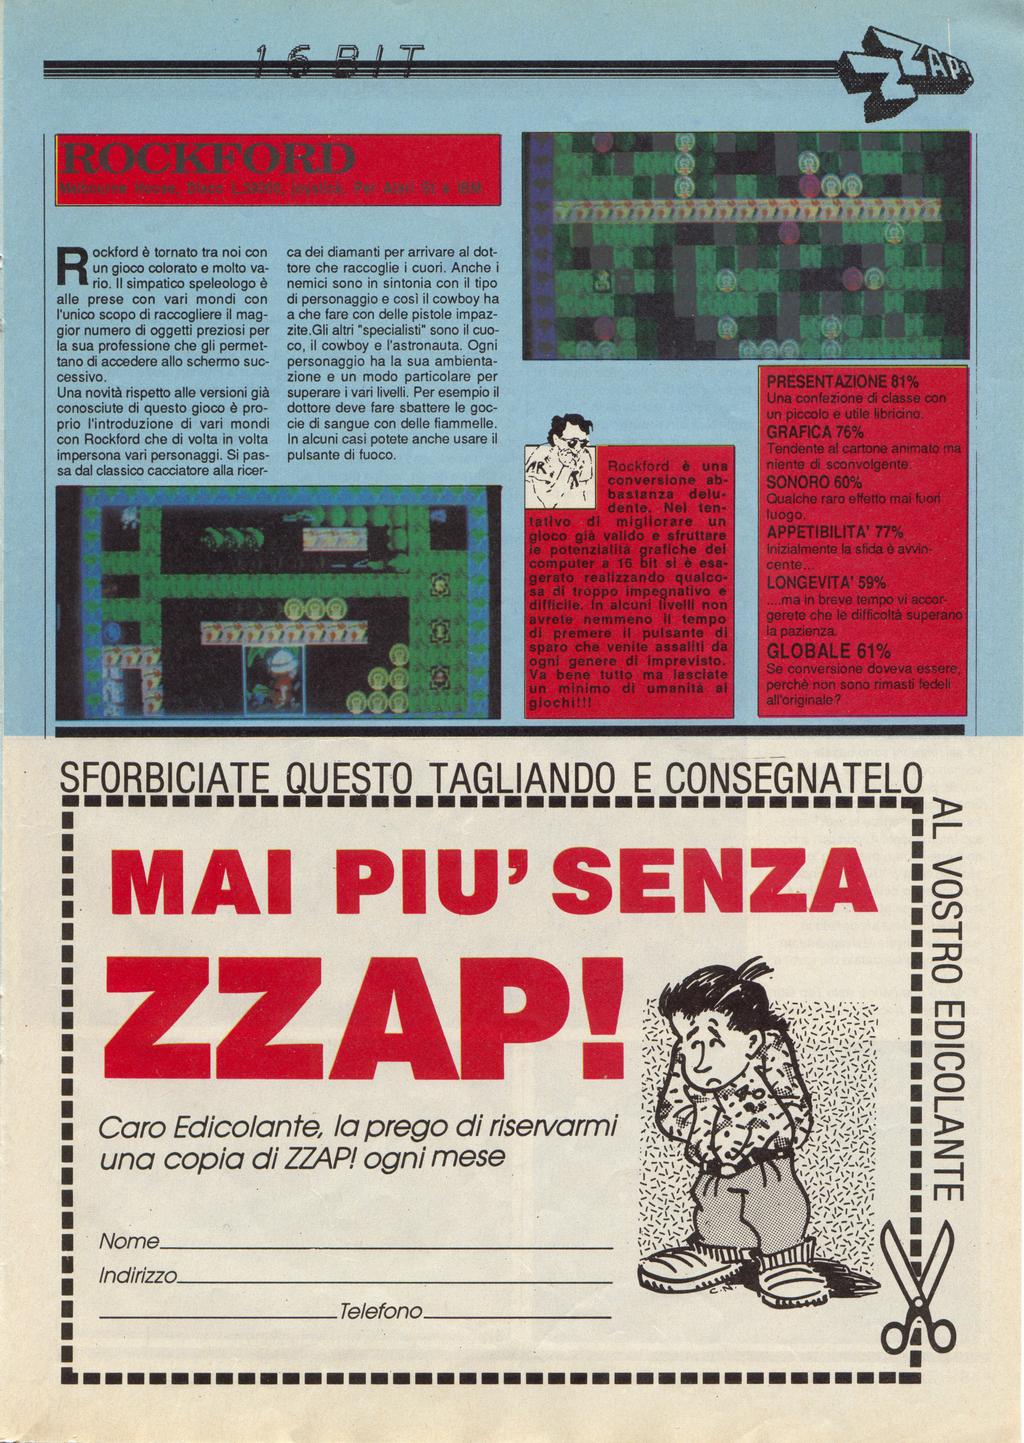 16 BIT
ZZAP!
ROCKFORD
Melbourne House, Disco L.39000, Joystick, Per Atari St e IBM
Rockford è tornato tra noi con
un gioco colorato e molto va-
rio. Il simpatico speleologo è
alle prese con vari mondi con
l'unico scopo di raccogliere il mag-
gior numero di oggetti preziosi per
la sua professione che gli permet-
tano di accedere allo schermo suc-
cessivo.
Una novità rispetto alle versioni già
conosciute di questo gioco è pro-
prio l'introduzione di vari mondi
con Rockford che di volta in volta
impersona vari personaggi. Si pas-
sa dal classico cacciatore alla ricer-
ca dei diamanti per arrivare al dot-
tore che raccoglie i cuori. Anche i
nemici sono in sintonia con il tipo
di personaggio e così il cowboy ha
a che fare con delle pistole impaz-
zite.Gli altri "specialisti" sono il cuo-
co, il cowboy e l'astronauta. Ogni
personaggio ha la sua ambienta-
zione e un modo particolare per
superare i vari livelli. Per esempio il
dottore deve fare sbattere le goc-
cie di sangue con delle fiammelle.
In alcuni casi potete anche usare il
pulsante di fuoco.
Rockford è una
conversione ab-
bastanza delu-
dente. Nel ten-
tativo di migliorare un
gioco già valido e sfruttare
le potenzialità grafiche dei
computer a 16 bit si è esa-
gerato realizzando qualco-
sa di troppo impegnativo e
difficile. In alcuni livelli non
avrete nemmeno il tempo
di premere il pulsante di
sparo che venite assaliti da
ogni genere di imprevisto.
Va bene tutto ma lasciate
un minimo di umanità ai
giochi!!!
PRESENTAZIONE 81%
Una confezione di classe con
un piccolo e utile libricino.
GRAFICA 76%
Tendente al cartone animato ma
niente di sconvolgente.
SONORO 60%
Qualche raro effetto mai fuori
luogo.
APPETIBILITA' 77%
Inizialmente la sfida è avvin-
cente...
LONGEVITA' 59%
....ma in breve tempo vi accor-
gerete che le difficoltà superano
la pazienza.
GLOBALE 61%
Se conversione doveva essere,
perchè non sono rimasti fedeli
all'originale?
SFORBICIATE QUESTO TAGLIANDO E CONSEGNATELO
AL VOSTRO EDICOLANTE
MAI PIU' SENZA
ZZAP!
Caro Edicolante, la prego di riservarmi
una copia di ZZAP! ogni mese
Nome
Indirizzo
Telefono
C.N.